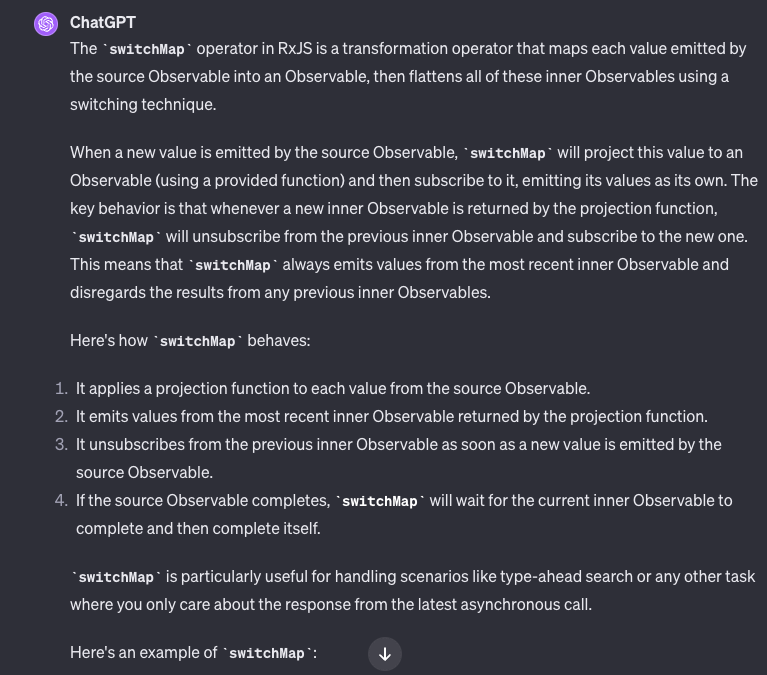 ChatGPT
The `switchMap` operator in RxJS is a transformation operator that maps each value emitted by
the source Observable into an Observable, then flattens all of these inner Observables using a
switching technique.
When a new value is emitted by the source Observable, `switchMap` will project this value to an
Observable (using a provided function) and then subscribe to it, emitting its values as its own. The
key behavior is that whenever a new inner Observable is returned by the projection function,
`switchMap` will unsubscribe from the previous inner Observable and subscribe to the new one.
This means that `switchMap` always emits values from the most recent inner Observable and
disregards the results from any previous inner Observables.
Here's how `switchMap` behaves:
1. It applies a projection function to each value from the source Observable.
2. It emits values from the most recent inner Observable returned by the projection function.
3. It unsubscribes from the previous inner Observable as soon as a new value is emitted by the
source Observable.
4. If the source Observable completes, `switchMap` will wait for the current inner Observable to
complete and then complete itself.
`switchMap` is particularly useful for handling scenarios like type-ahead search or any other task
where you only care about the response from the latest asynchronous call.
Here's an example of `switchMap`: